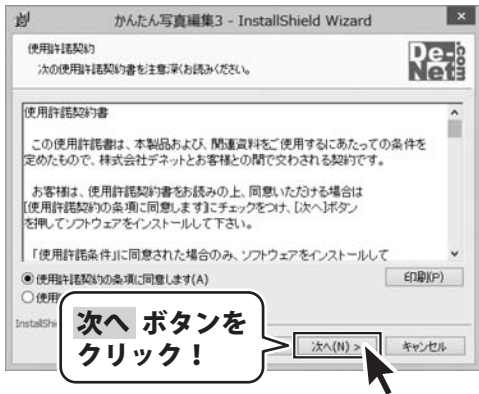 かんたん写真編集3 - InstallShield Wizard
使用許諾契約
次の使用許諾契約書を注意深くお読みください。
De-Net.com
使用許諾契約書
この使用許諾書は、本製品および、関連資料をご使用するにあたっての条件を
定めたもので、株式会社デネットとお客様との間で交わされる契約です。
お客様は、使用許諾契約書をお読みの上、同意いただける場合は
[使用許諾契約の条項に同意します]にチェックをつけ、[次へ]ボタン
を押してソフトウェアをインストールして下さい。
「使用許諾条件」に同意された場合のみ、ソフトウェアをインストールして
使用許諾契約の条項に同意します(A)
印刷(P)
使用
InstallShi
次へ ボタンを
クリック！
次へ(N) >
キャンセル